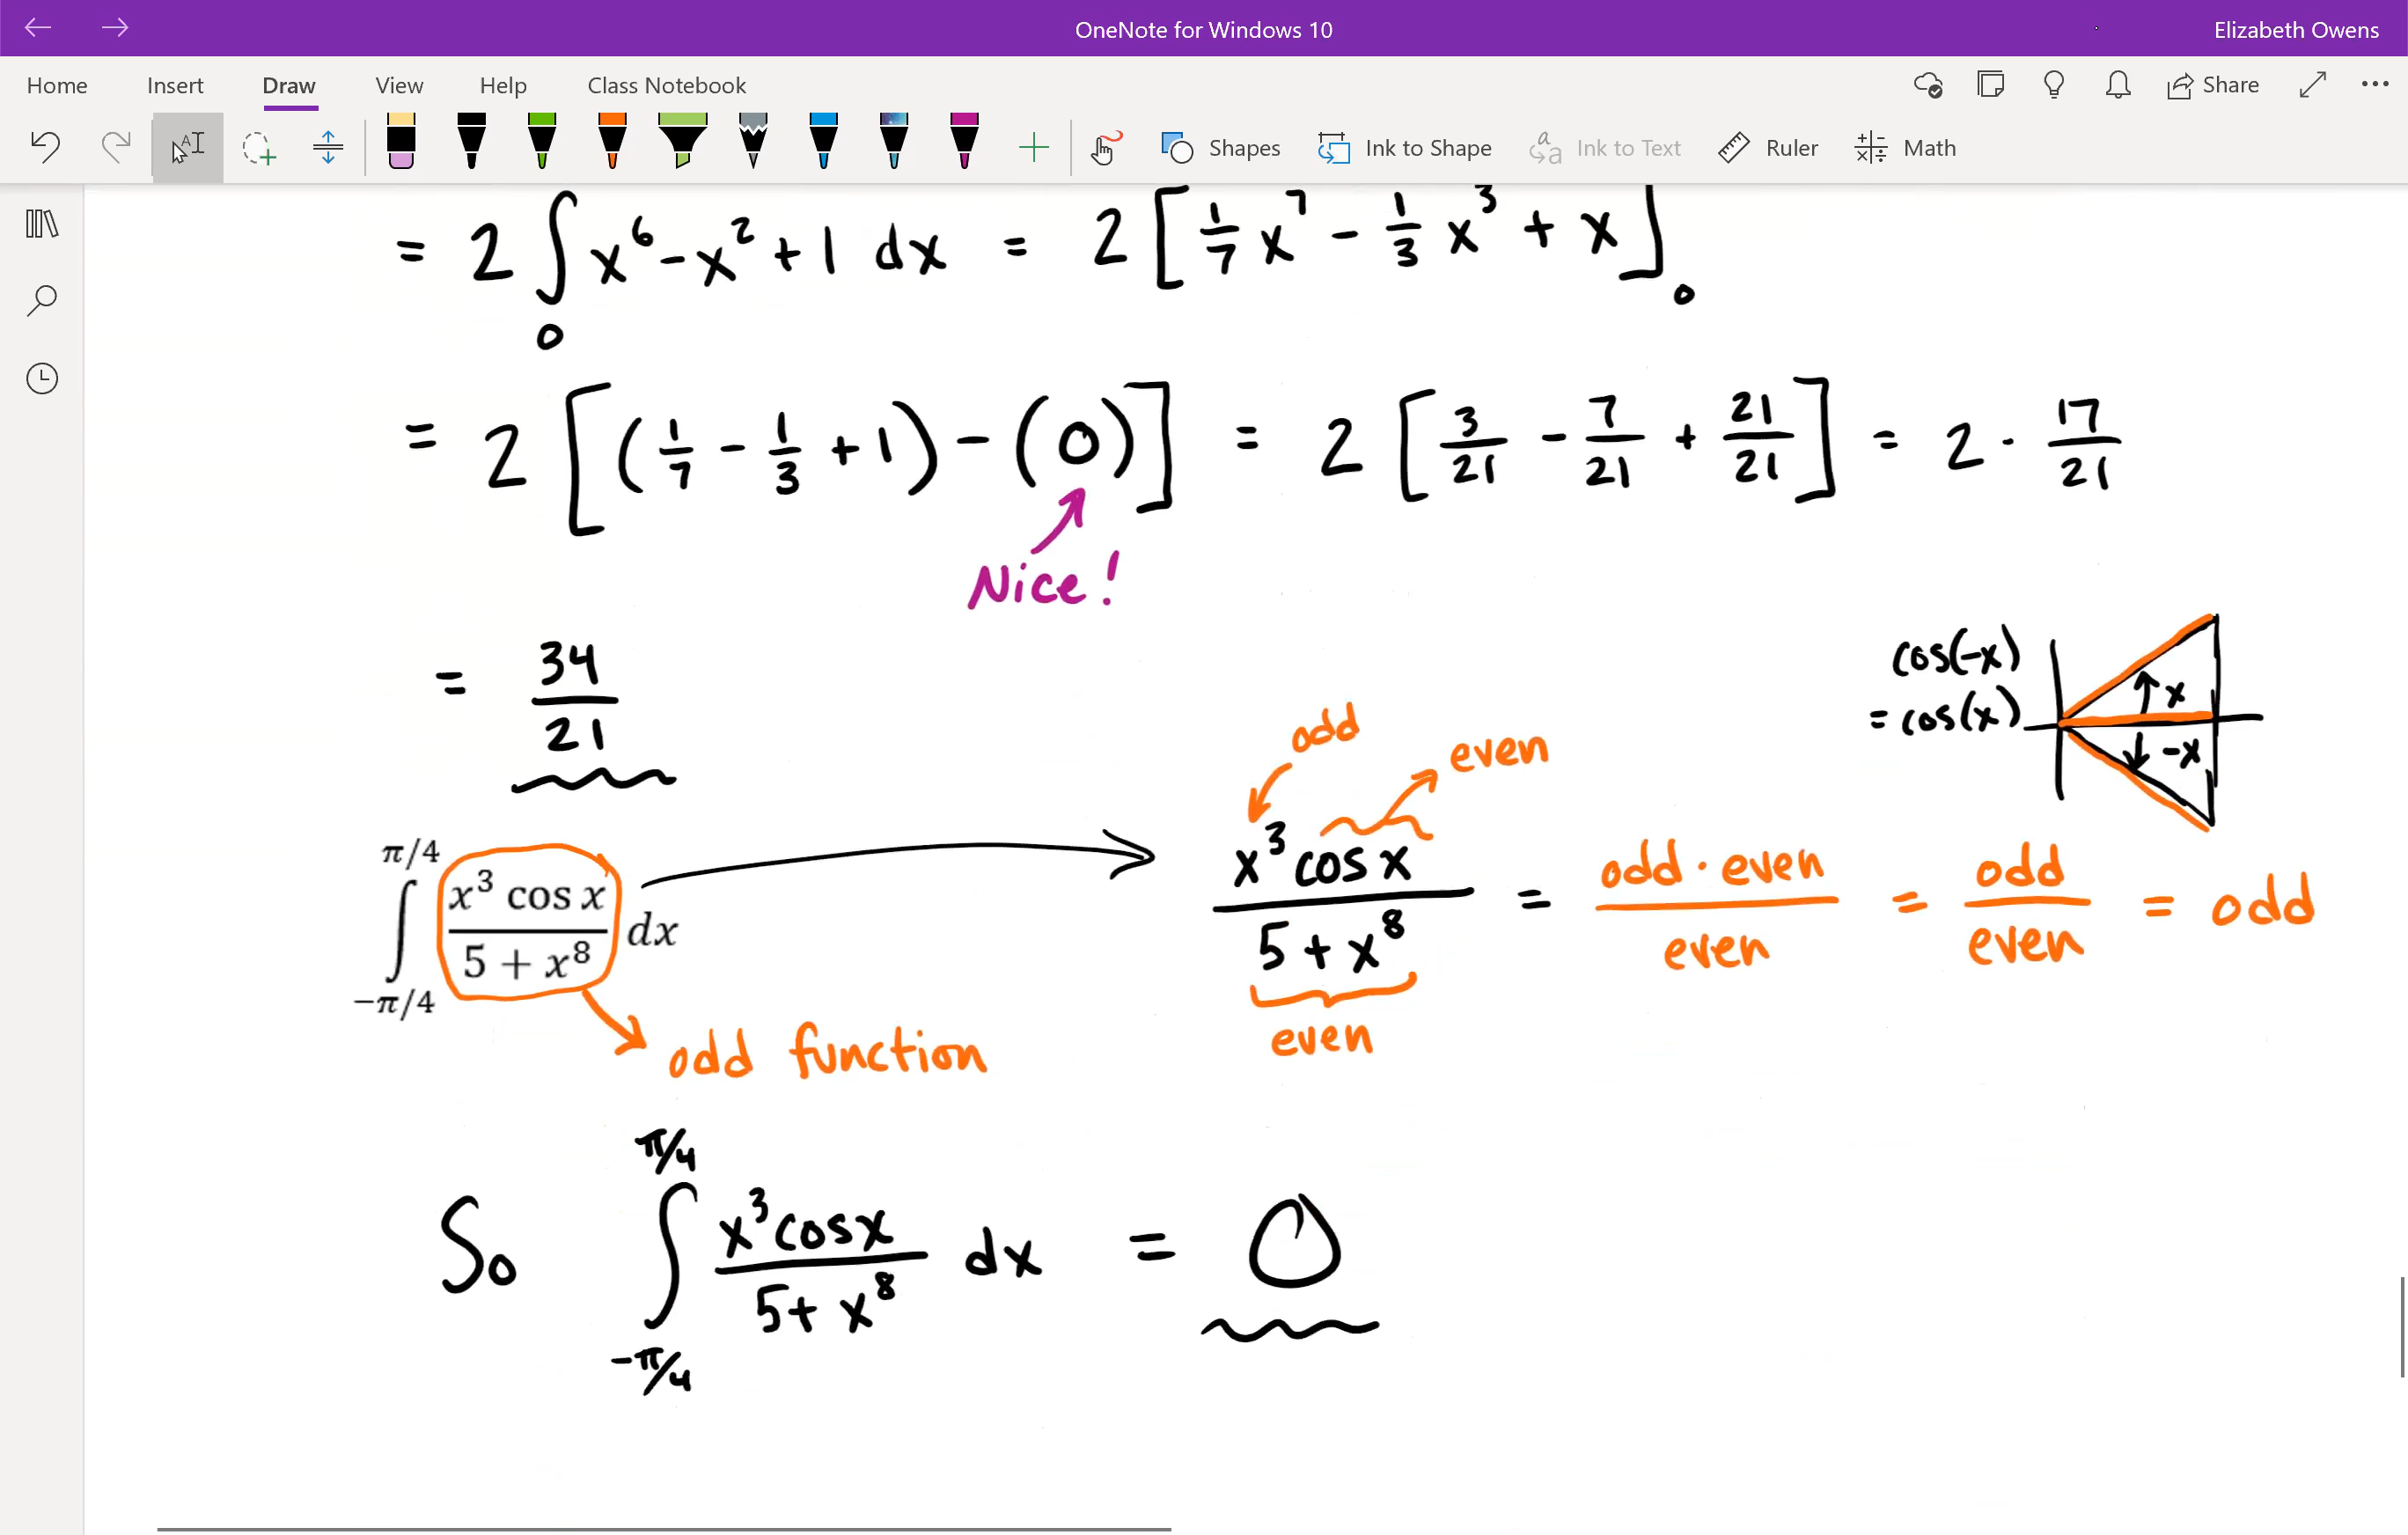 OneNote for Windows 10
Elizabeth Owens
Home Insert Draw View Help Class Notebook Share
Shapes Ink to Shape Ink to Text Ruler Math
= 2 ∫₀ x⁶ - x² + 1 dx = 2 [ 1/7 x⁷ - 1/3 x³ + x ]₀
= 2 [ ( 1/7 - 1/3 + 1 ) - ( 0 ) ] = 2 [ 3/21 - 7/21 + 21/21 ] = 2 · 17/21
Nice!
= 34/21
cos(-x)
= cos(x)
x
-x
odd
even
π/4
∫ x³ cos x / 5 + x⁸ dx
-π/4
x³ cos x / 5 + x⁸ = odd · even / even = odd / even = odd
even
odd function
π/4
So ∫ x³ cos x / 5 + x⁸ dx = 0
-π/4